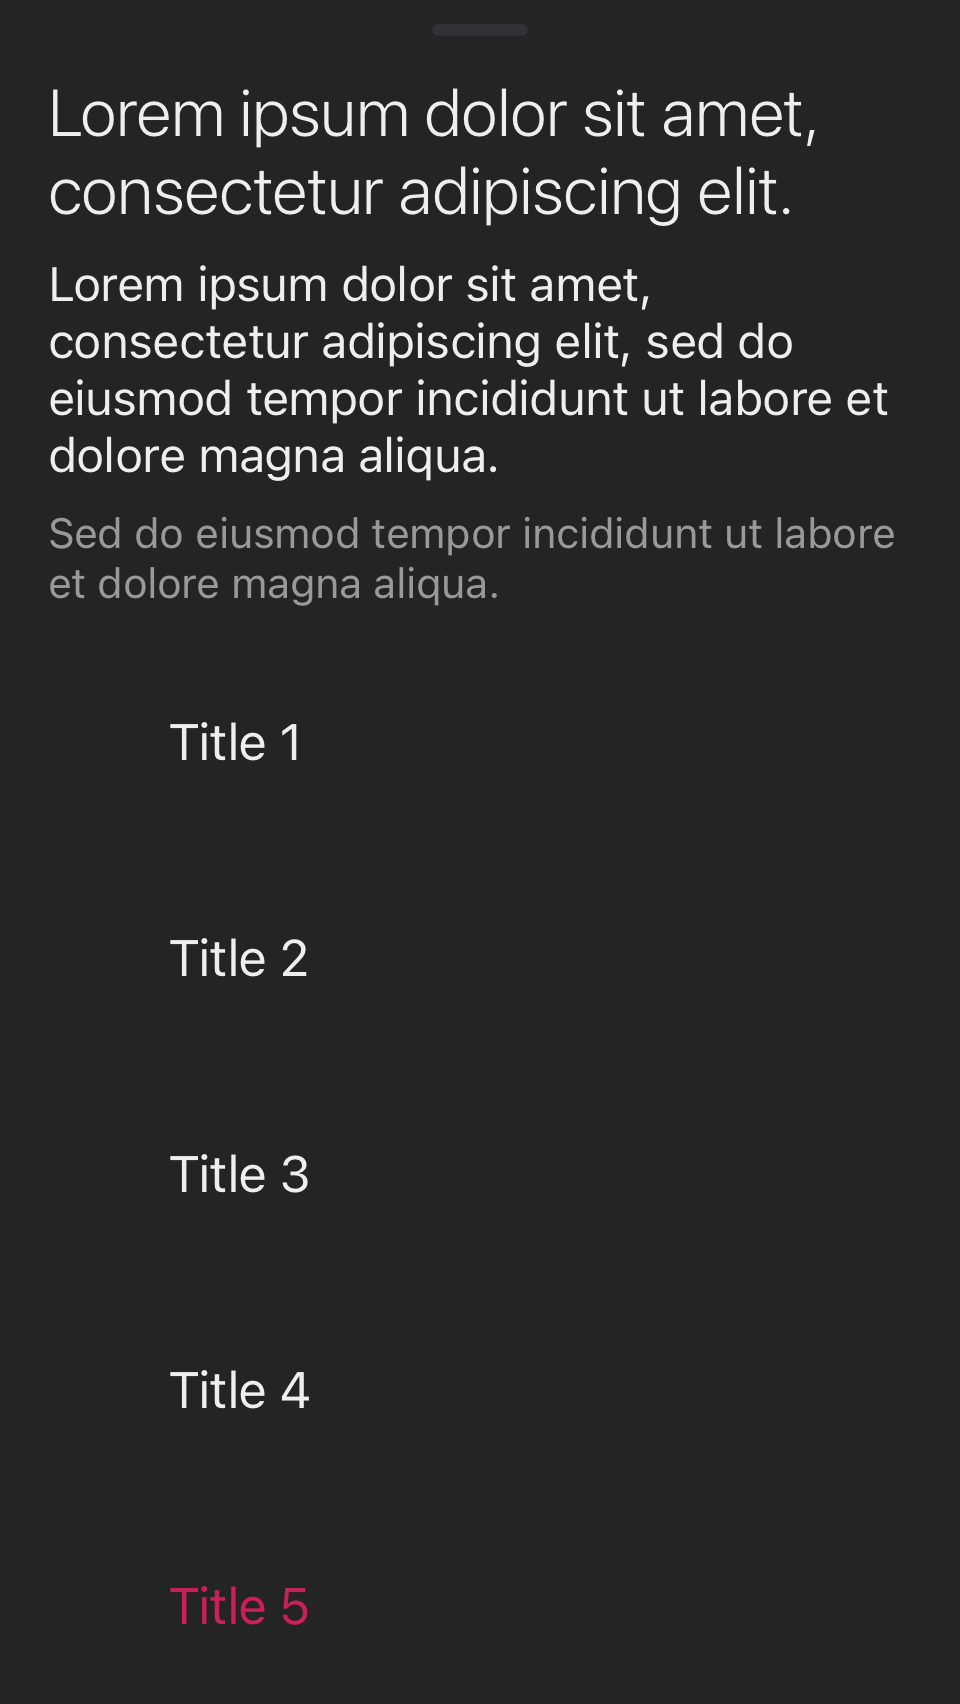 Lorem ipsum dolor sit amet,
consectetur adipiscing elit.
Lorem ipsum dolor sit amet,
consectetur adipiscing elit, sed do
eiusmod tempor incididunt ut labore et
dolore magna aliqua.
Sed do eiusmod tempor incididunt ut labore
et dolore magna aliqua.
Title 1
Title 2
Title 3
Title 4
Title 5